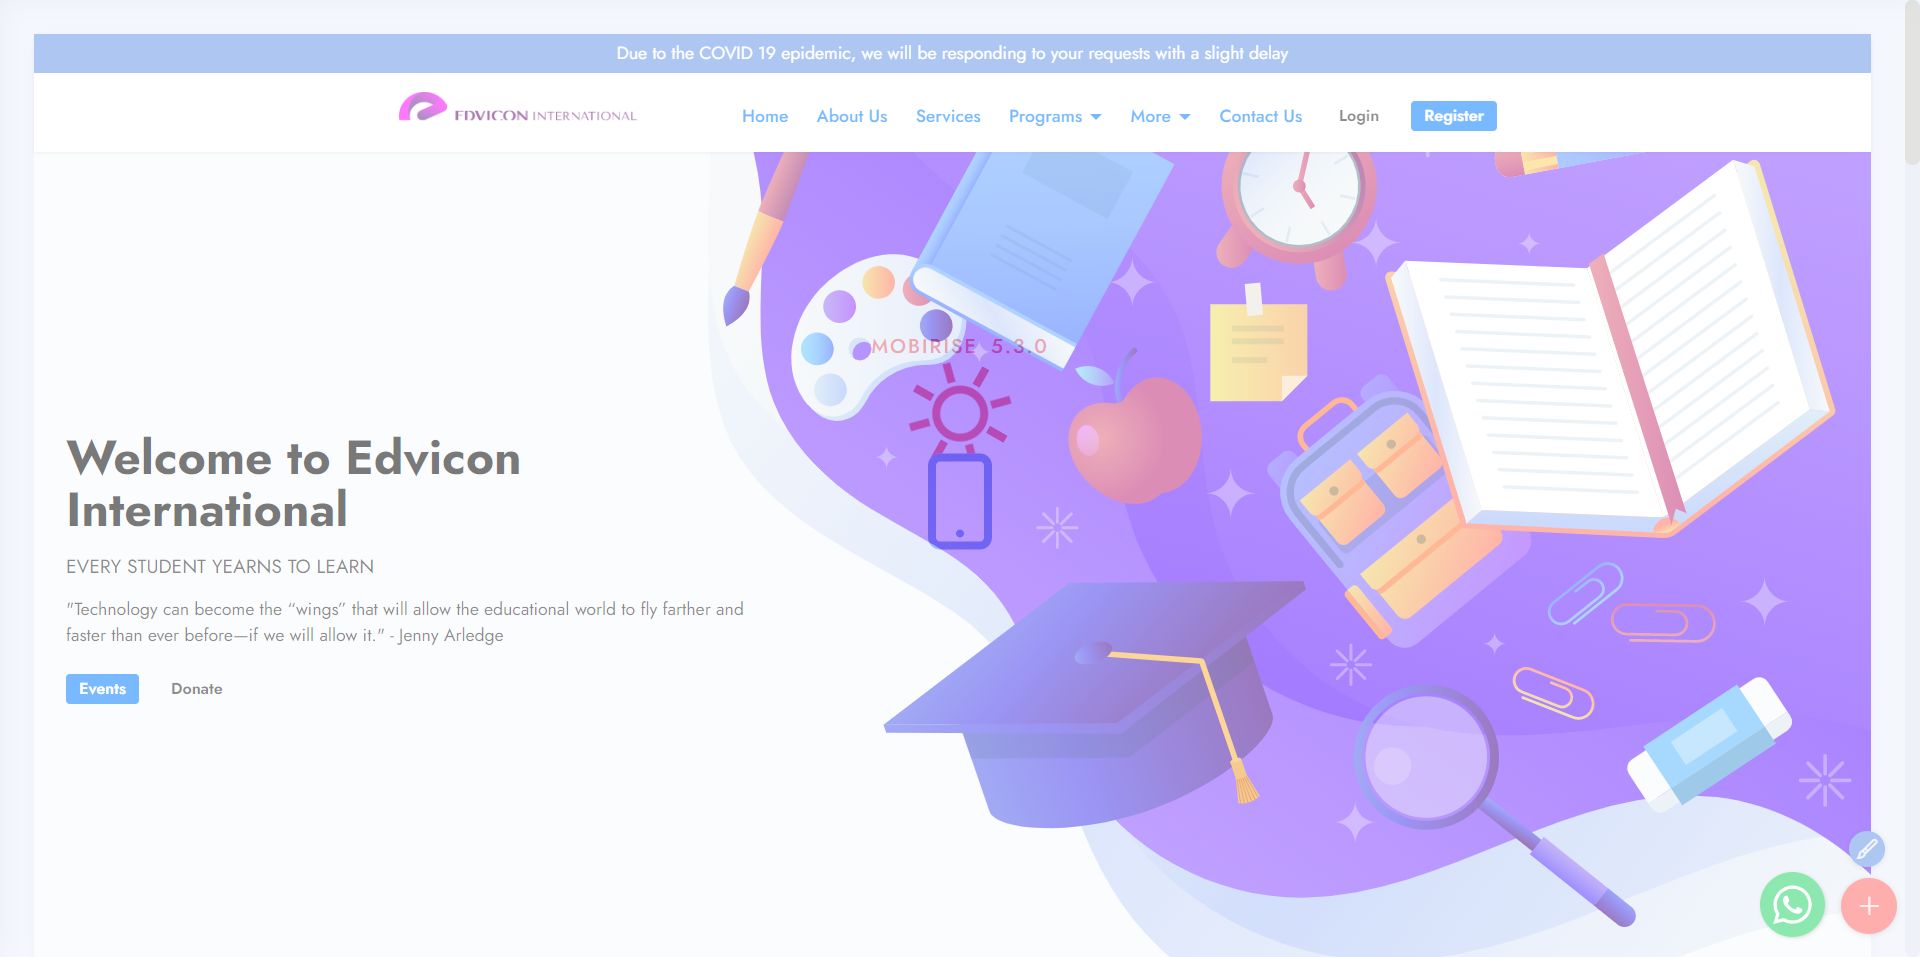 Due to the COVID 19 epidemic, we will be responding to your requests with a slight delay
EDVICON INTERNATIONAL
Home About Us Services Programs More Contact Us Login Register
MOBIRISE 5.3.0
Welcome to Edvicon
International
EVERY STUDENT YEARNS TO LEARN
"Technology can become the “wings” that will allow the educational world to fly farther and
faster than ever before—if we will allow it." - Jenny Arledge
Events Donate